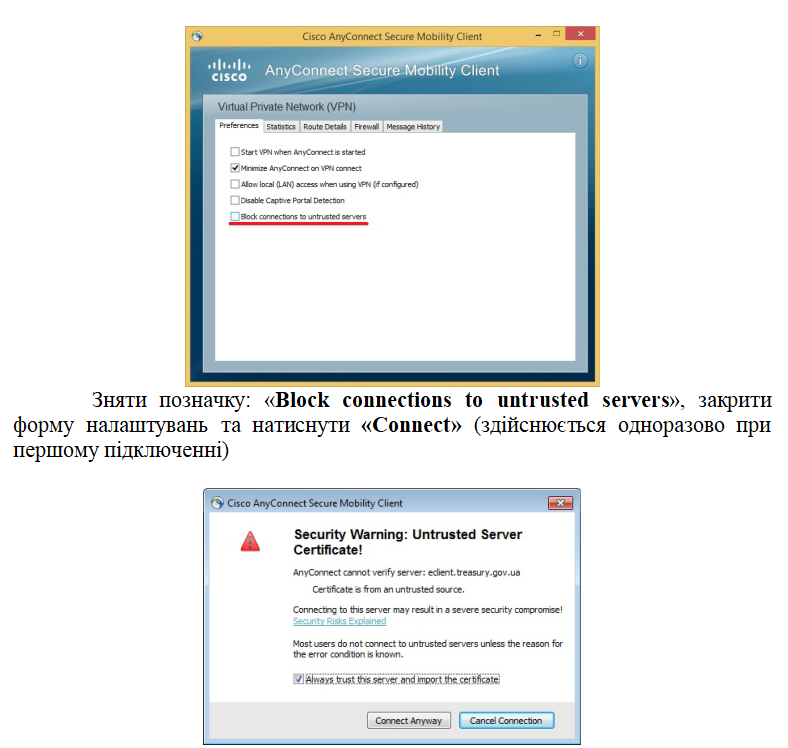 Cisco AnyConnect Secure Mobility Client
CISCO AnyConnect Secure Mobility Client
Virtual Private Network (VPN)
Preferences Statistics Route Details Firewall Message History
Start VPN when AnyConnect is started
Minimize AnyConnect on VPN connect
Allow local (LAN) access when using VPN (if configured)
Disable Captive Portal Detection
Block connections to untrusted servers
Зняти позначку: «Block connections to untrusted servers», закрити
форму налаштувань та натиснути «Connect» (здійснюється одноразово при
першому підключенні)
Cisco AnyConnect Secure Mobility Client
Security Warning: Untrusted Server
Certificate!
AnyConnect cannot verify server: eclient.treasury.gov.ua
Certificate is from an untrusted source.
Connecting to this server may result in a severe security compromise!
Security Risks Explained
Most users do not connect to untrusted servers unless the reason for
the error condition is known.
Always trust this server and import the certificate
Connect Anyway Cancel Connection